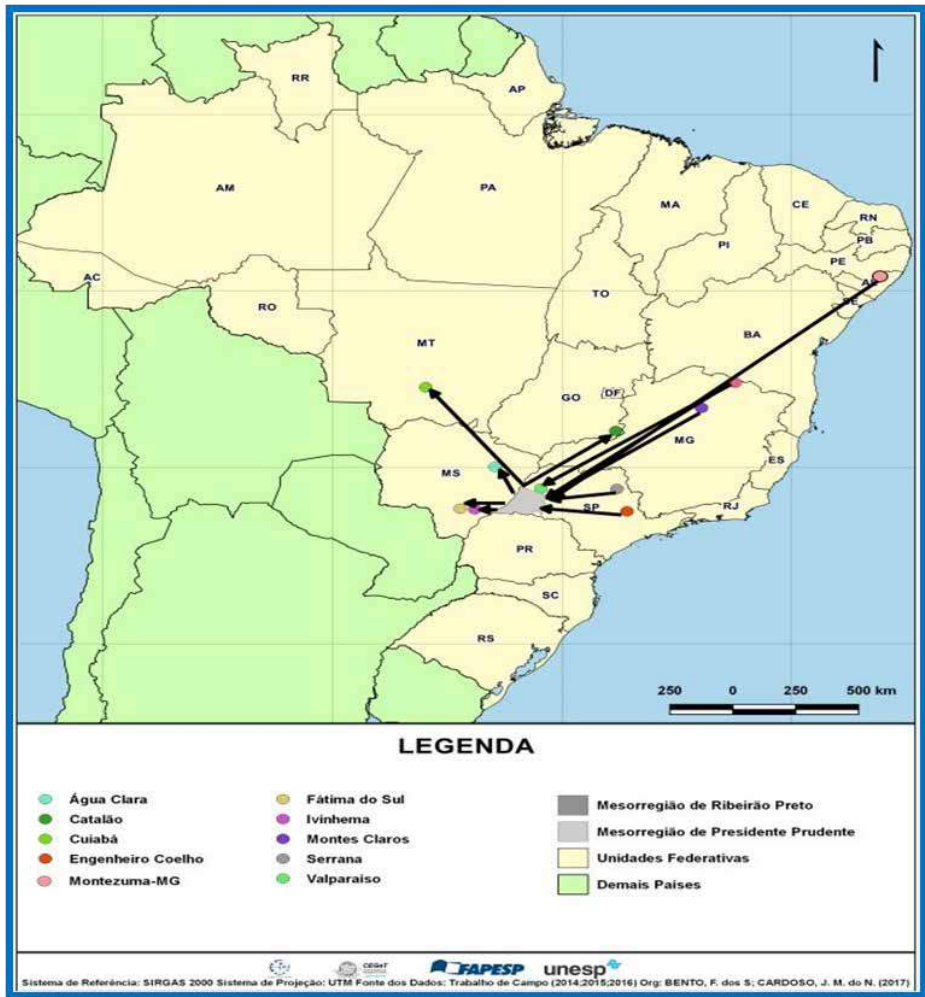 RR
AP
AM
PA
MA
CE
RN
PB
PI
PE
AC
AL
SE
TO
RO
BA
MT
GO
DF
MG
ES
MS
SP
RJ
PR
SC
RS
250 0 250 500 km
LEGENDA
Água Clara
Catalão
Cuiabá
Engenheiro Coelho
Montezuma-MG
Fátima do Sul
Ivinhema
Montes Claros
Serrana
Valparaiso
Mesorregião de Ribeirão Preto
Mesorregião de Presidente Prudente
Unidades Federativas
Demais Países
CEGeT
FAPESP
unesp
Sistema de Referência: SIRGAS 2000 Sistema de Projeção: UTM Fonte dos Dados: Trabalho de Campo (2014;2015;2016) Org: BENTO, F. dos S; CARDOSO, J. M. do N. (2017)